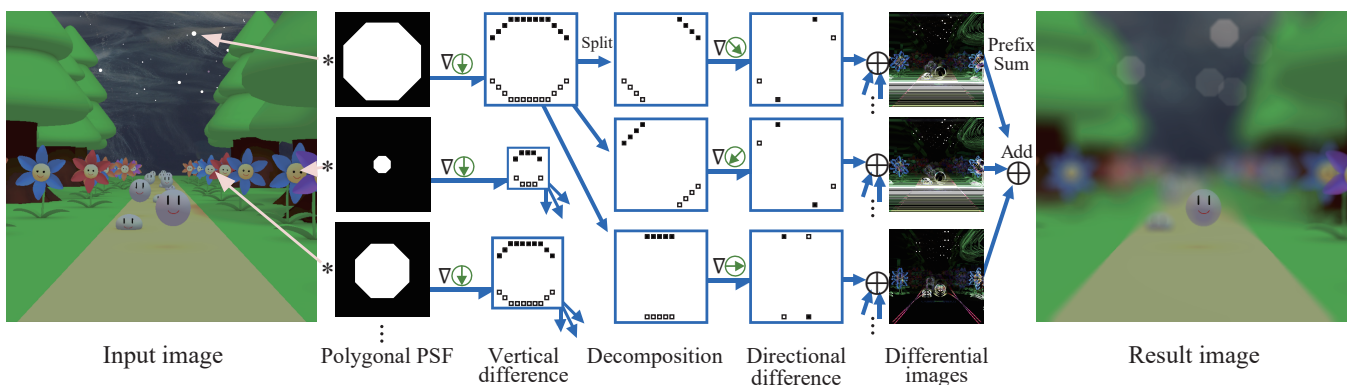 Split
Prefix
Sum
Add
* ∇ ∇ 
* ∇ ∇
* ∇ ∇
Input image
Polygonal PSF
Vertical
difference
Decomposition
Directional
difference
Differential
images
Result image